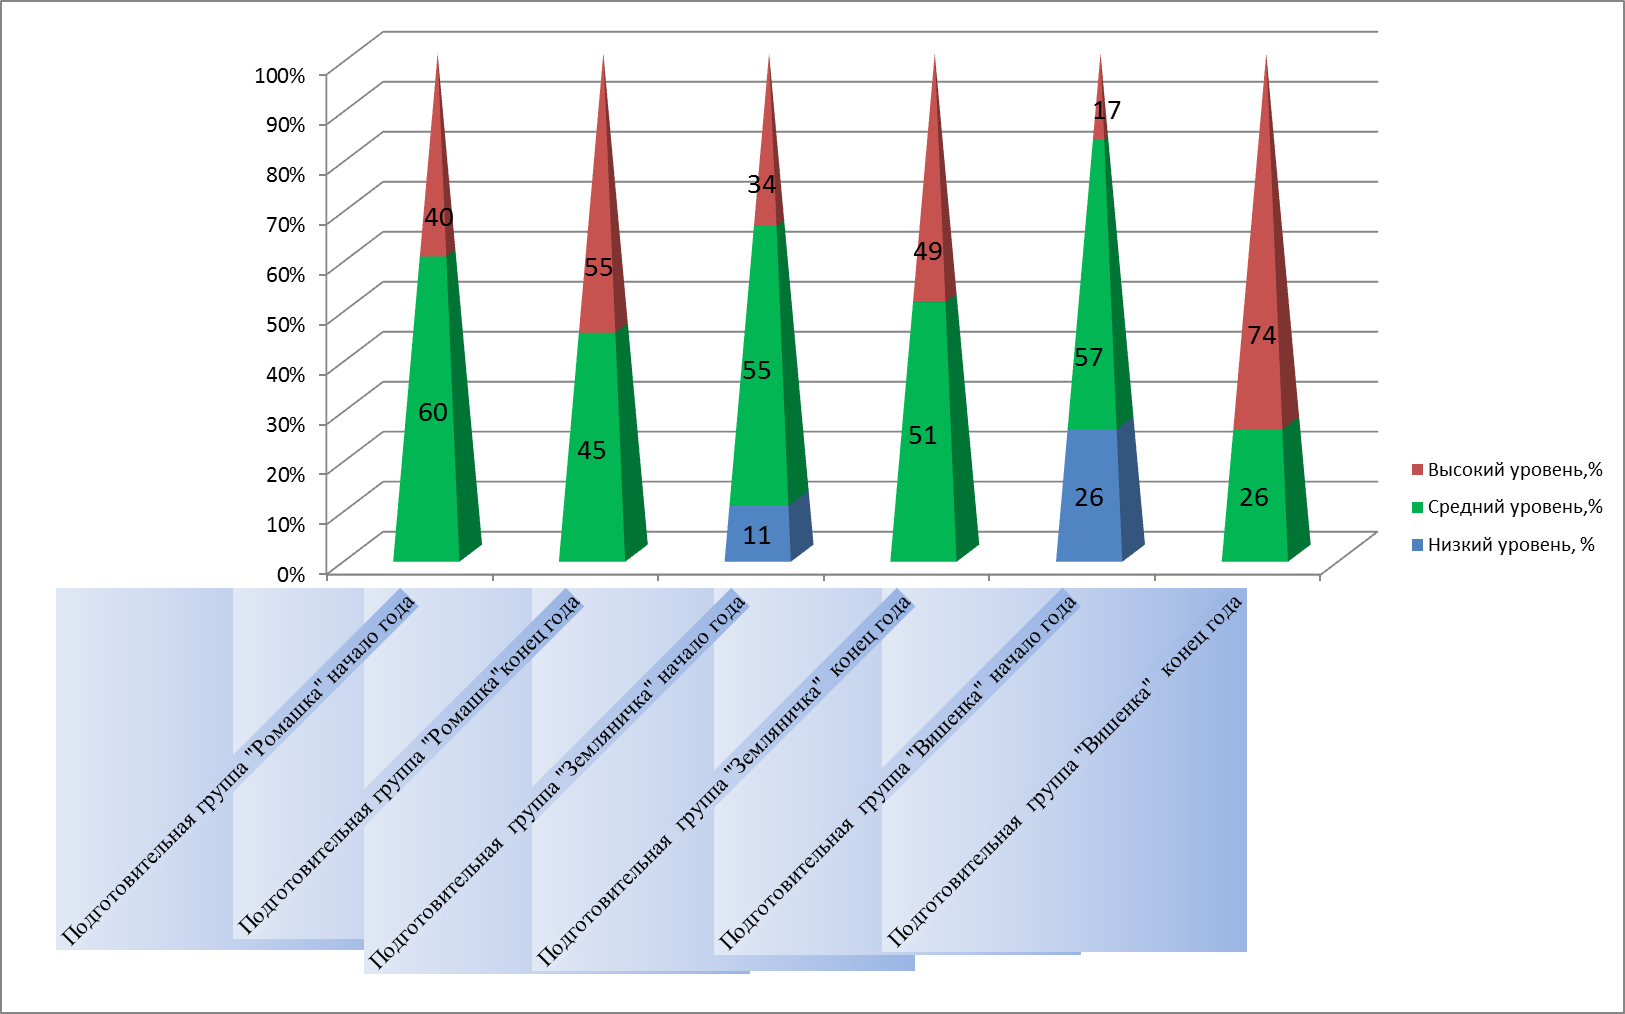 100%
90%
80%
70%
60%
50%
40%
30%
20%
10%
0%
40
60
55
45
34
55
11
49
51
17
57
26
74
26
Высокий уровень,%
Средний уровень,%
Низкий уровень, %
Подготовительная группа "Ромашка" начало года
Подготовительная группа "Ромашка"конец года
Подготовительная группа "Земляничка" начало года
Подготовительная группа "Земляничка" конец года
Подготовительная группа "Вишенка" начало года
Подготовительная группа "Вишенка" конец года